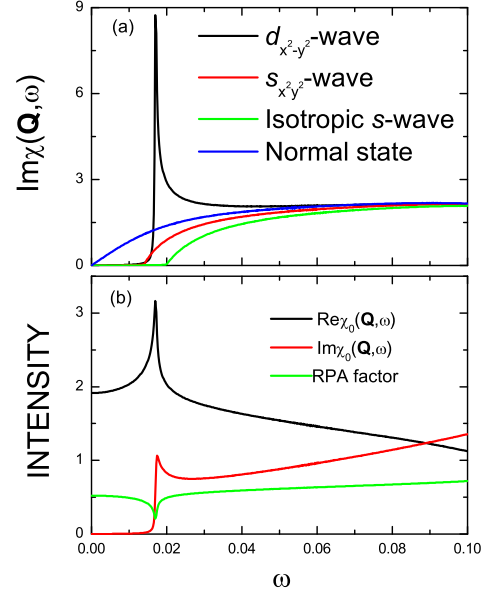 9
(a)
d_{x²-y²}-wave
s_{x²y²}-wave
Isotropic s-wave
Normal state
6
3
0
Imχ(Q,ω)
3
(b)
Reχ₀(Q,ω)
Imχ₀(Q,ω)
RPA factor
2
1
0
INTENSITY
0.00 0.02 0.04 0.06 0.08 0.10
ω